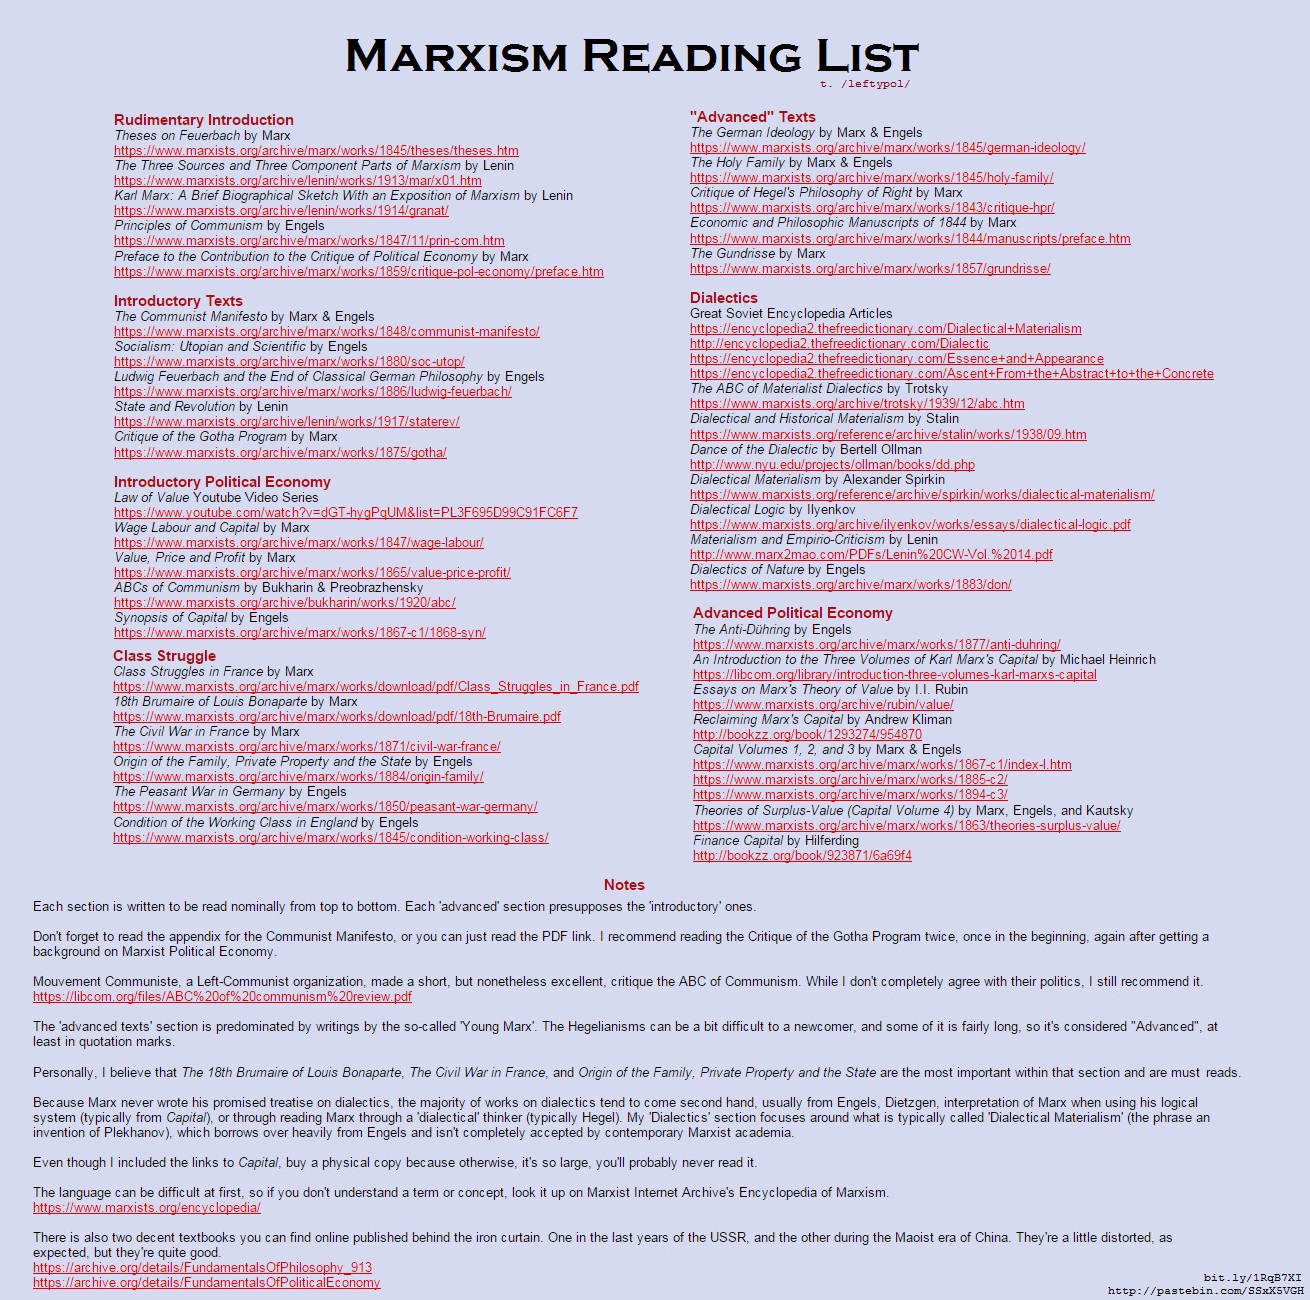 MARXISM READING LIST
t. /leftypol/
Rudimentary Introduction
Theses on Feuerbach by Marx
https://www.marxists.org/archive/marx/works/1845/theses/theses.htm
The Three Sources and Three Component Parts of Marxism by Lenin
https://www.marxists.org/archive/lenin/works/1913/mar/x01.htm
Karl Marx: A Brief Biographical Sketch With an Exposition of Marxism by Lenin
https://www.marxists.org/archive/lenin/works/1914/granat/
Principles of Communism by Engels
https://www.marxists.org/archive/marx/works/1847/11/prin-com.htm
Preface to the Contribution to the Critique of Political Economy by Marx
https://www.marxists.org/archive/marx/works/1859/critique-pol-economy/preface.htm
Introductory Texts
The Communist Manifesto by Marx & Engels
https://www.marxists.org/archive/marx/works/1848/communist-manifesto/
Socialism: Utopian and Scientific by Engels
https://www.marxists.org/archive/marx/works/1880/soc-utop/
Ludwig Feuerbach and the End of Classical German Philosophy by Engels
https://www.marxists.org/archive/marx/works/1886/ludwig-feuerbach/
State and Revolution by Lenin
https://www.marxists.org/archive/lenin/works/1917/staterev/
Critique of the Gotha Program by Marx
https://www.marxists.org/archive/marx/works/1875/gotha/
Introductory Political Economy
Law of Value Youtube Video Series
https://www.youtube.com/watch?v=dGT-hygPqUM&list=PL3F695D99C91FC6F7
Wage Labour and Capital by Marx
https://www.marxists.org/archive/marx/works/1847/wage-labour/
Value, Price and Profit by Marx
https://www.marxists.org/archive/marx/works/1865/value-price-profit/
ABCs of Communism by Bukharin & Preobrazhensky
https://www.marxists.org/archive/bukharin/works/1920/abc/
Synopsis of Capital by Engels
https://www.marxists.org/archive/marx/works/1867-c1/1868-syn/
Class Struggle
Class Struggles in France by Marx
https://www.marxists.org/archive/marx/works/download/pdf/Class_Struggles_in_France.pdf
18th Brumaire of Louis Bonaparte by Marx
https://www.marxists.org/archive/marx/works/download/pdf/18th-Brumaire.pdf
The Civil War in France by Marx
https://www.marxists.org/archive/marx/works/1871/civil-war-france/
Origin of the Family, Private Property and the State by Engels
https://www.marxists.org/archive/marx/works/1884/origin-family/
The Peasant War in Germany by Engels
https://www.marxists.org/archive/marx/works/1850/peasant-war-germany/
Condition of the Working Class in England by Engels
https://www.marxists.org/archive/marx/works/1845/condition-working-class/
"Advanced" Texts
The German Ideology by Marx & Engels
https://www.marxists.org/archive/marx/works/1845/german-ideology/
The Holy Family by Marx & Engels
https://www.marxists.org/archive/marx/works/1845/holy-family/
Critique of Hegel's Philosophy of Right by Marx
https://www.marxists.org/archive/marx/works/1843/critique-hpr/
Economic and Philosophic Manuscripts of 1844 by Marx
https://www.marxists.org/archive/marx/works/1844/manuscripts/preface.htm
The Gundrisse by Marx
https://www.marxists.org/archive/marx/works/1857/grundrisse/
Dialectics
Great Soviet Encyclopedia Articles
https://encyclopedia2.thefreedictionary.com/Dialectical+Materialism
http://encyclopedia2.thefreedictionary.com/Dialectic
https://encyclopedia2.thefreedictionary.com/Essence+and+Appearance
https://encyclopedia2.thefreedictionary.com/Ascent+From+the+Abstract+to+the+Concrete
The ABC of Materialist Dialectics by Trotsky
https://www.marxists.org/archive/trotsky/1939/12/abc.htm
Dialectical and Historical Materialism by Stalin
https://www.marxists.org/reference/archive/stalin/works/1938/09.htm
Dance of the Dialectic by Bertell Ollman
http://www.nyu.edu/projects/ollman/books/dd.php
Dialectical Materialism by Alexander Spirkin
https://www.marxists.org/reference/archive/spirkin/works/dialectical-materialism/
Dialectical Logic by Ilyenkov
https://www.marxists.org/archive/ilyenkov/works/essays/dialectical-logic.pdf
Materialism and Empirio-Criticism by Lenin
http://www.marx2mao.com/PDFs/Lenin%20CW-Vol.%2014.pdf
Dialectics of Nature by Engels
https://www.marxists.org/archive/marx/works/1883/don/
Advanced Political Economy
The Anti-Dühring by Engels
https://www.marxists.org/archive/marx/works/1877/anti-duhring/
An Introduction to the Three Volumes of Karl Marx's Capital by Michael Heinrich
https://libcom.org/library/introduction-three-volumes-karl-marxs-capital
Essays on Marx's Theory of Value by I.I. Rubin
https://www.marxists.org/archive/rubin/value/
Reclaiming Marx's Capital by Andrew Kliman
http://bookzz.org/book/1293274/954870
Capital Volumes 1, 2, and 3 by Marx & Engels
https://www.marxists.org/archive/marx/works/1867-c1/index-l.htm
https://www.marxists.org/archive/marx/works/1885-c2/
https://www.marxists.org/archive/marx/works/1894-c3/
Theories of Surplus-Value (Capital Volume 4) by Marx, Engels, and Kautsky
https://www.marxists.org/archive/marx/works/1863/theories-surplus-value/
Finance Capital by Hilferding
http://bookzz.org/book/923871/6a69f4
Notes
Each section is written to be read nominally from top to bottom. Each 'advanced' section presupposes the 'introductory' ones.
Don't forget to read the appendix for the Communist Manifesto, or you can just read the PDF link. I recommend reading the Critique of the Gotha Program twice, once in the beginning, again after getting a
background on Marxist Political Economy.
Mouvement Communiste, a Left-Communist organization, made a short, but nonetheless excellent, critique the ABC of Communism. While I don't completely agree with their politics, I still recommend it.
https://libcom.org/files/ABC%20of%20communism%20review.pdf
The 'advanced texts' section is predominated by writings by the so-called 'Young Marx'. The Hegelianisms can be a bit difficult to a newcomer, and some of it is fairly long, so it's considered "Advanced", at
least in quotation marks.
Personally, I believe that The 18th Brumaire of Louis Bonaparte, The Civil War in France, and Origin of the Family, Private Property and the State are the most important within that section and are must reads.
Because Marx never wrote his promised treatise on dialectics, the majority of works on dialectics tend to come second hand, usually from Engels, Dietzgen, interpretation of Marx when using his logical
system (typically from Capital), or through reading Marx through a 'dialectical' thinker (typically Hegel). My 'Dialectics' section focuses around what is typically called 'Dialectical Materialism' (the phrase an
invention of Plekhanov), which borrows over heavily from Engels and isn't completely accepted by contemporary Marxist academia.
Even though I included the links to Capital, buy a physical copy because otherwise, it's so large, you'll probably never read it.
The language can be difficult at first, so if you don't understand a term or concept, look it up on Marxist Internet Archive's Encyclopedia of Marxism.
https://www.marxists.org/encyclopedia/
There is also two decent textbooks you can find online published behind the iron curtain. One in the last years of the USSR, and the other during the Maoist era of China. They're a little distorted, as
expected, but they're quite good.
https://archive.org/details/FundamentalsOfPhilosophy_913
https://archive.org/details/FundamentalsOfPoliticalEconomy
bit.ly/1RqB7XI
http://pastebin.com/SSxX5VGH